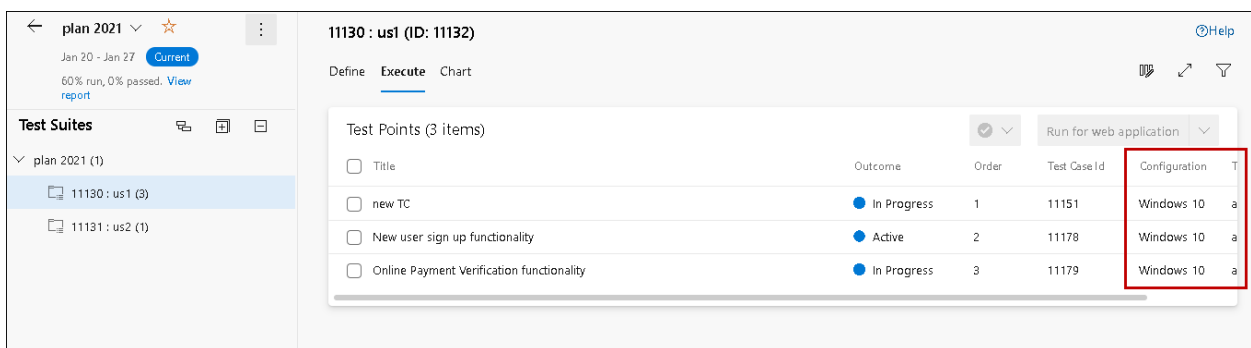 plan 2021
Jan 20 - Jan 27 Current
60% run, 0% passed. View
report
Test Suites
plan 2021 (1)
11130 : us1 (3)
11131 : us2 (1)
11130 : us1 (ID: 11132)
Help
Define Execute Chart
Test Points (3 items)
Run for web application
Title Outcome Order Test Case Id Configuration T
new TC In Progress 1 11151 Windows 10 a
New user sign up functionality Active 2 11178 Windows 10 a
Online Payment Verification functionality In Progress 3 11179 Windows 10 a